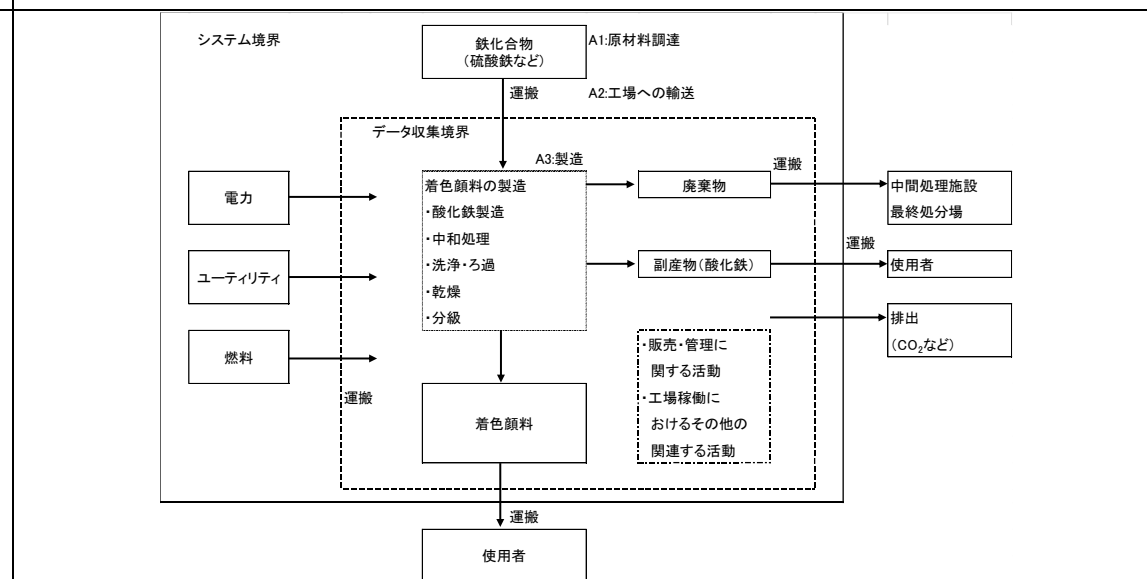 システム境界
鉄化合物
(硫酸鉄など)
A1:原材料調達
運搬
A2:工場への輸送
データ収集境界
A3:製造
運搬
電力
着色顔料の製造
・酸化鉄製造
・中和処理
・洗浄・ろ過
・乾燥
・分級
廃棄物
中間処理施設
最終処分場
運搬
ユーティリティ
副産物(酸化鉄)
使用者
排出
(CO₂など)
燃料
運搬
・販売・管理に
関する活動
・工場稼働に
おけるその他の
関連する活動
着色顔料
運搬
使用者